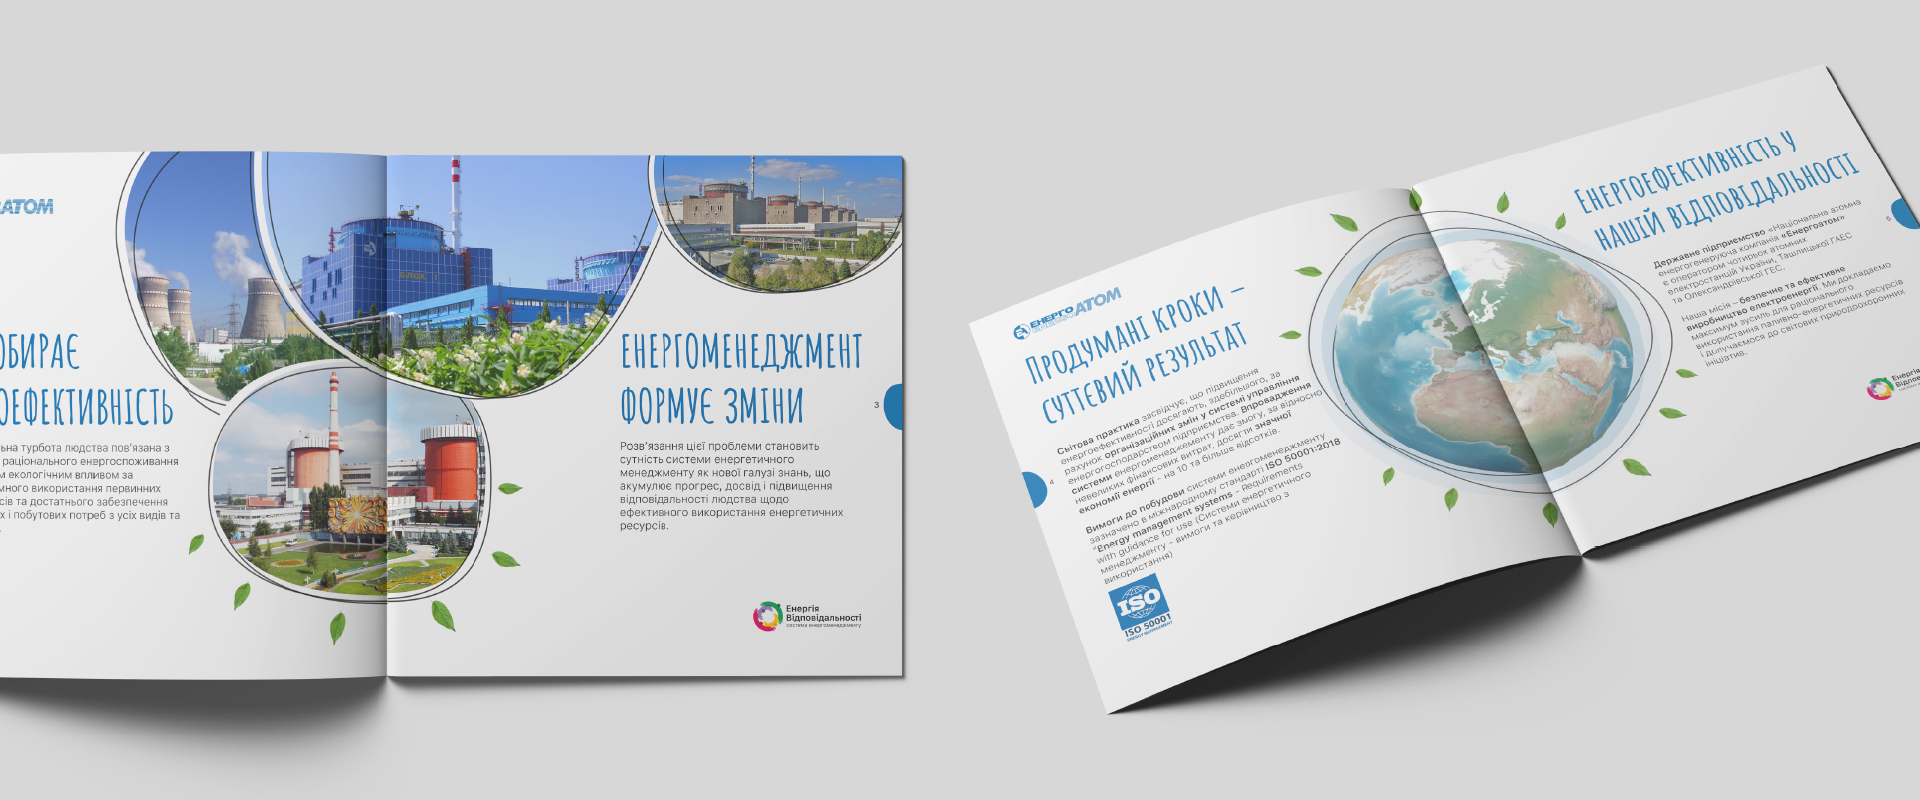 АТОМ
ОБИРАЄ
ОЕФЕКТИВНІСТЬ
ьна турбота людства пов'язана з
раціонального енергоспоживання
м екологічним впливом за
много використання первинних
сів та достатнього забезпечення
х і побутових потреб з усіх видів та
БЛОК 1
ЕНЕРГОМЕНЕДЖМЕНТ
ФОРМУЄ ЗМІНИ
Розв'язання цієї проблеми становить
сутність системи енергетичного
менеджменту як нової галузі знань, що
акумулює прогрес, досвід і підвищення
відповідальності людства щодо
ефективного використання енергетичних
ресурсів.
3
Енергія
Відповідальності
система енергоменеджменту
ЕНЕРГОАТОМ
ПРОДУМАНІ КРОКИ –
СУТТЄВИЙ РЕЗУЛЬТАТ
Світова практика засвідчує, що підвищення
енергоефективності досягають, здебільшого, за
рахунок організаційних змін у системі управління
енергогосподарством підприємства. Впровадження
системи енергоменеджменту дає змогу, за відносно
невеликих фінансових витрат, досягти значної
економії енергії - на 10 та більше відсотків.
Вимоги до побудови системи енергоменеджменту
зазначено в міжнародному стандарті ISO 50001:2018
"Energy management systems - Requirements
with guidance for use (Системи енергетичного
менеджменту - вимоги та керівництво з
використання)
4
ISO
ISO 50001
ENERGY MANAGEMENT
ЕНЕРГОЕФЕКТИВНІСТЬ У
НАШІЙ ВІДПОВІДАЛЬНОСТІ
Державне підприємство «Національна атомна
енергогенеруюча компанія «Енергоатом»
є оператором чотирьох атомних
електростанцій України, Ташлицької ГАЕС
та Олександрівської ГЕС.
Наша місія – безпечне та ефективне
виробництво електроенергії. Ми докладаємо
максимум зусиль для раціонального
використання паливно-енергетичних ресурсів
і долучаємося до світових природоохоронних
ініціатив.
5
Енергія
Відпов